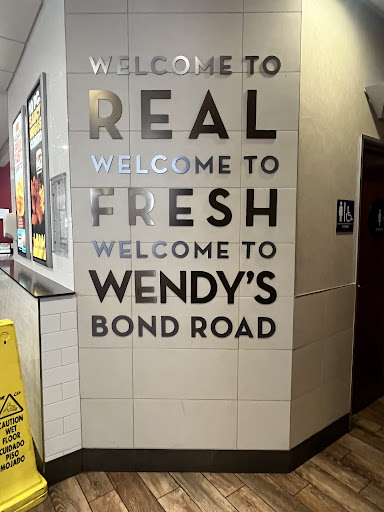 WELCOME TO
REAL
WELCOME TO
FRESH
WELCOME TO
WENDY'S
BOND ROAD
CAUTION
WET
FLOOR
CUIDADO
PISO
MOJADO